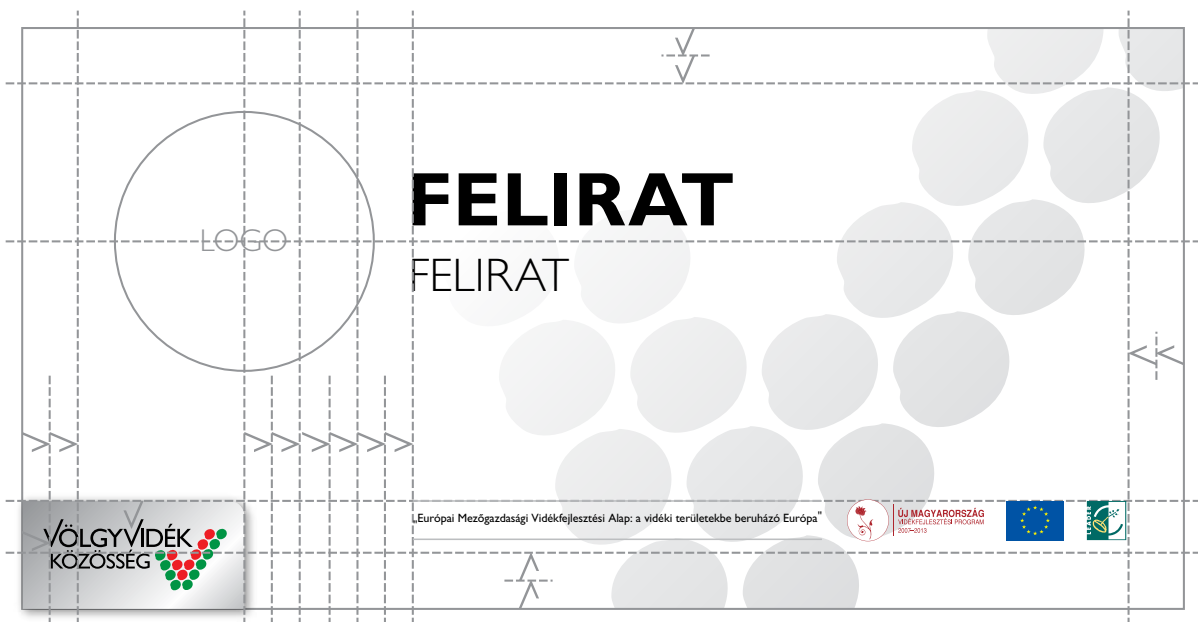 FELIRAT
LOGO
FELIRAT
„Európai Mezőgazdasági Vidékfejlesztési Alap: a vidéki területekbe beruházó Európa”
ÚJ MAGYARORSZÁG
VIDÉKFEJLESZTÉSI PROGRAM
2007–2013
LEADER
VÖLGYVIDÉK
KÖZÖSSÉG